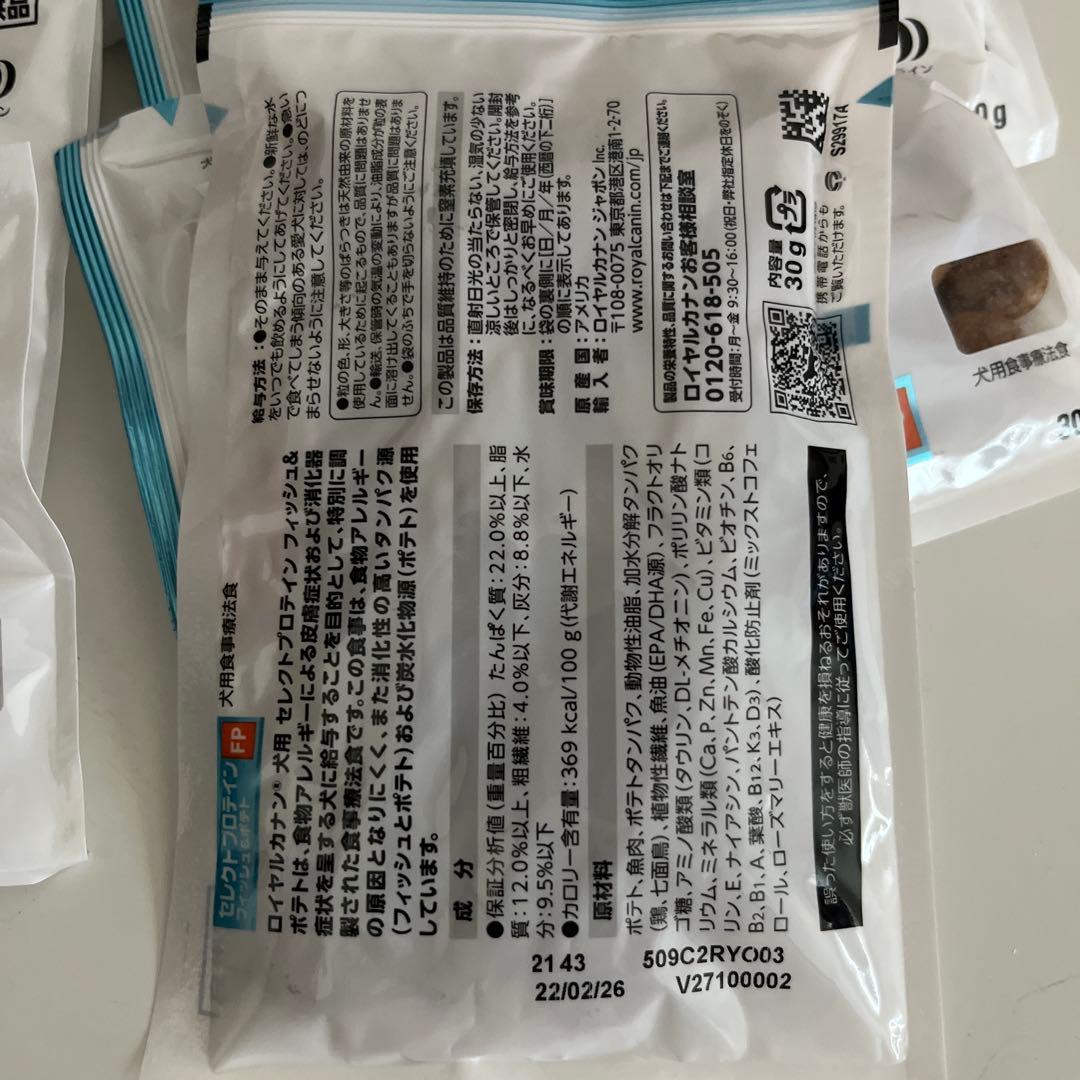 セレクトプロテイン
フィッシュ&ポテト
FP
犬用食事療法食
ロイヤルカナン® 犬用 セレクトプロテイン フィッシュ&
ポテトは、食物アレルギーによる皮膚症状および消化器
症状を呈する犬に給与することを目的として、特別に調
製された食事療法食です。この食事は、食物アレルギー
の原因となりにくく、また消化性の高いタンパク源
(フィッシュとポテト)および炭水化物源(ポテト)を使用
しています。
成 分
●保証分析値(重量百分比) たんぱく質:22.0%以上、脂
質:12.0%以上、粗繊維:4.0%以下、灰分:8.8%以下、水
分:9.5%以下
●カロリー含有量:369 kcal/100 g(代謝エネルギー)
原材料
ポテト、魚肉、ポテトタンパク、動物性油脂、加水分解タンパク
(鶏、七面鳥)、植物性繊維、魚油(EPA/DHA源)、フラクトオリ
ゴ糖、アミノ酸類(タウリン、DL-メチオニン)、ポリリン酸ナト
リウム、ミネラル類(Ca、P、Zn、Mn、Fe、Cu)、ビタミン類(コ
リン、E、ナイアシン、パントテン酸カルシウム、ビオチン、B6、
B2、B1、A、葉酸、B12、K3、D3)、酸化防止剤(ミックストコフェ
ロール、ローズマリーエキス)
誤った使い方をすると健康を損ねるおそれがありますので、
必ず獣医師の指導に従ってご使用ください。
給与方法:●そのまま与えてください。●新鮮な水
をいつでも飲めるようにしてあげてください。●急い
で食べてしまう傾向のある愛犬に対しては、のどにつ
まらせないように注意してください。
●粒の色、形、大きさ等のばらつきは天然由来の原材料を
使用しているために起こるもので、品質に問題はありませ
ん。●輸送、保管時の気温の変動により、油脂成分が粒の表
面に溶け出してくることもありますが品質に問題はありま
せん。●袋のふちで手を切らないようにご注意ください。
この製品は品質維持のために窒素充填しています。
保存方法:直射日光の当たらない、湿気の少ない
涼しいところで保管してください。開封
後はしっかりと密閉し、給与方法を参考
に、なるべくお早めにご使用ください。
賞味期限:袋の裏側に[日/月/年(西暦の下二桁)]
の順に表示してあります。
原産国:アメリカ
輸入者:ロイヤルカナン ジャポン Inc.
〒108-0075 東京都港区港南1-2-70
www.royalcanin.com/jp
製品の栄養特性、品質に関するお問い合わせは下記までご連絡ください。
ロイヤルカナンお客様相談室
0120-618-505
受付時間:月~金 9:30~16:00(祝日・弊社指定休日をのぞく)
内容量
30g
プラ
携帯電話からも
ご覧いただけます。
S29917A
21 43
22/02/26
509C2RYO03
V27100002
犬用食事療法食